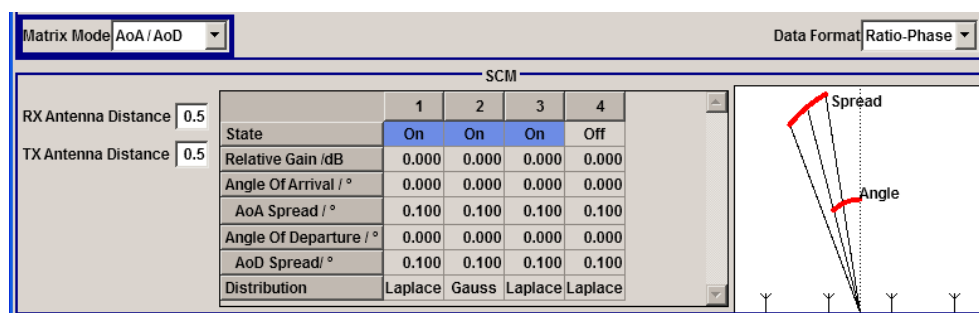 Matrix Mode AoA / AoD Data Format Ratio-Phase
SCM
RX Antenna Distance 0.5
TX Antenna Distance 0.5
1 2 3 4
State On On On Off
Relative Gain /dB 0.000 0.000 0.000 0.000
Angle Of Arrival / º 0.000 0.000 0.000 0.000
AoA Spread / º 0.100 0.100 0.100 0.100
Angle Of Departure / º 0.000 0.000 0.000 0.000
AoD Spread/ º 0.100 0.100 0.100 0.100
Distribution Laplace Gauss Laplace Laplace
Spread
Angle